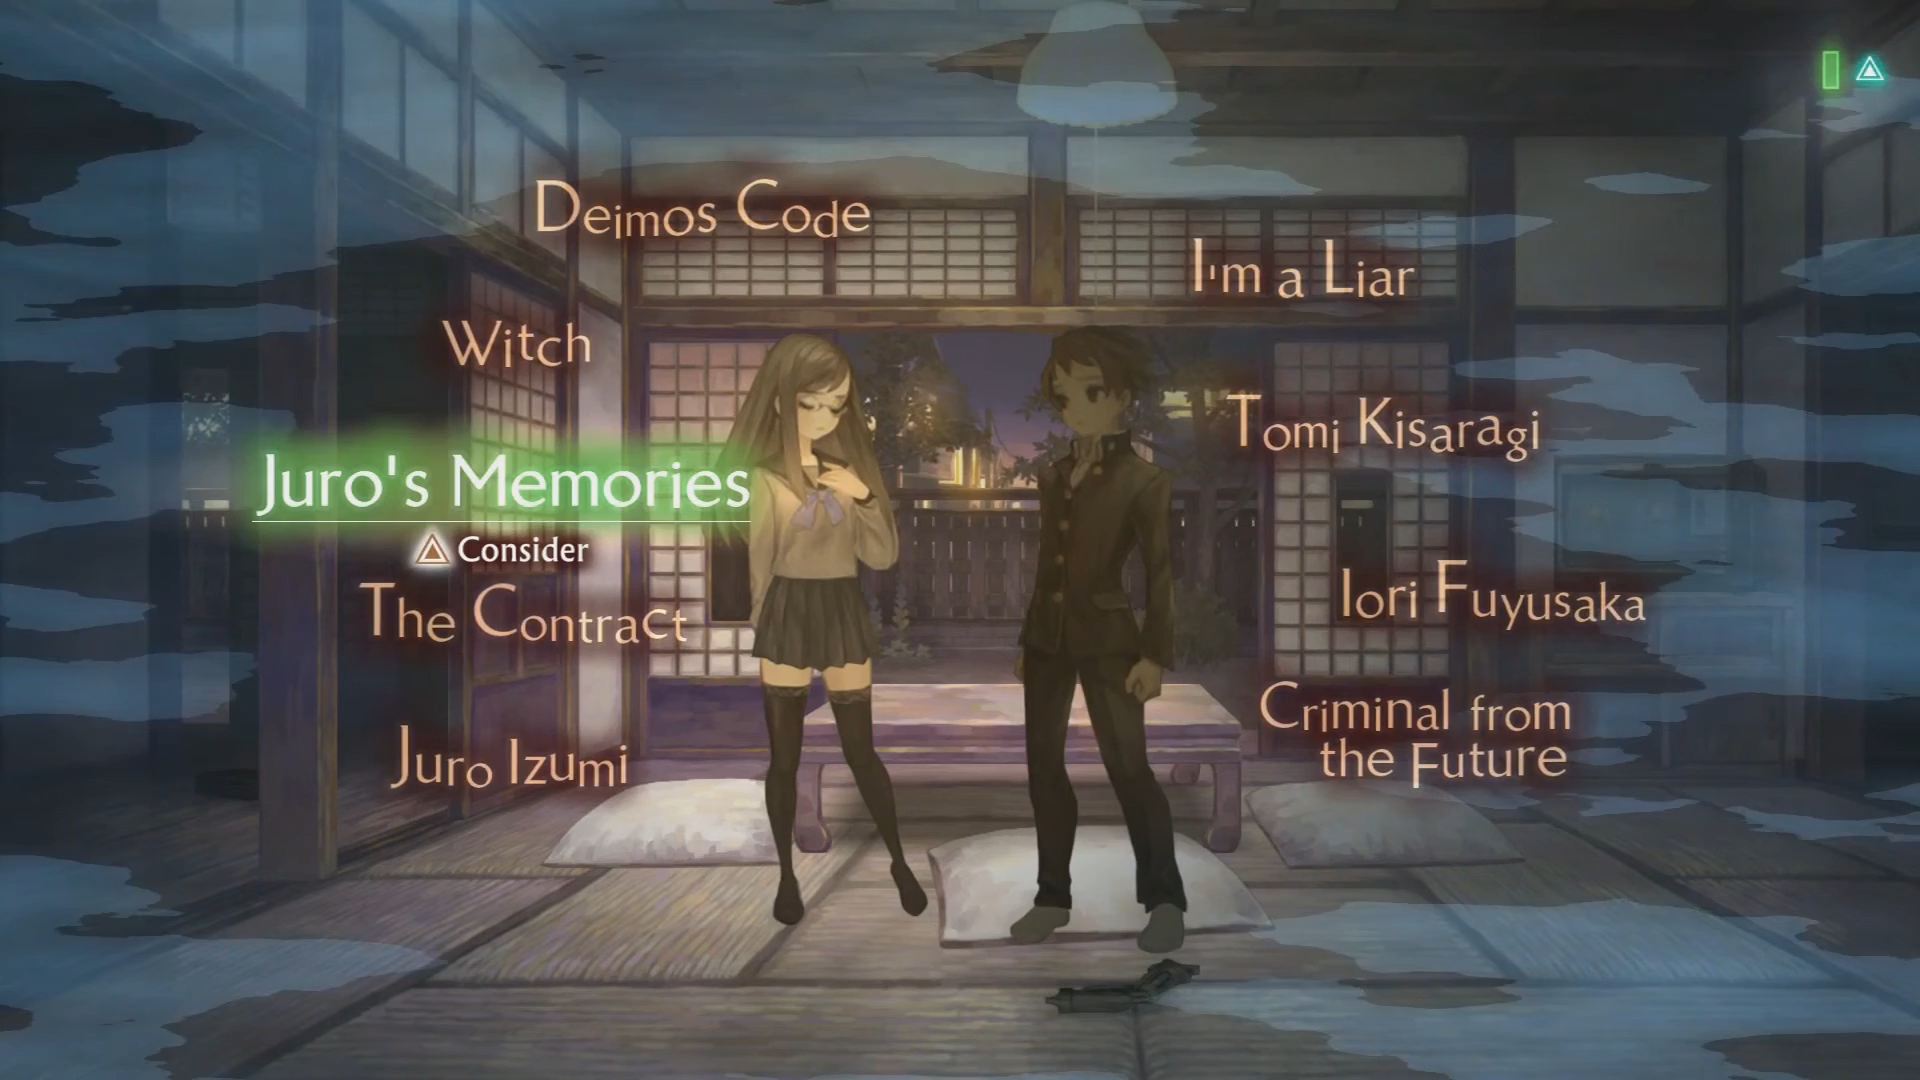 Deimos Code
I'm a Liar
Witch
Tomi Kisaragi
Juro's Memories
Consider
The Contract
Iori Fuyusaka
Juro Izumi
Criminal from
the Future